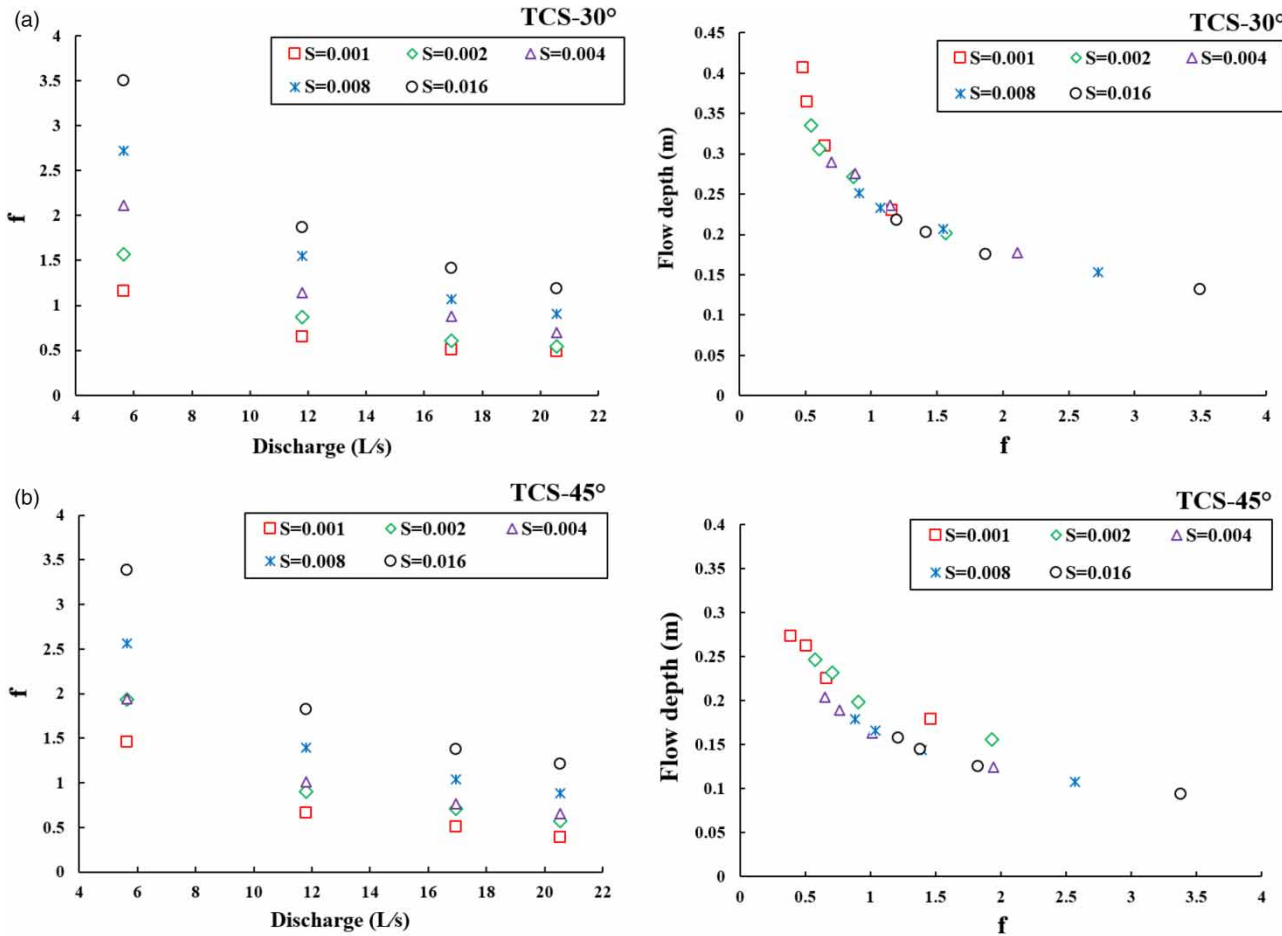 (a)
TCS-30°
S=0.001 S=0.002 S=0.004
S=0.008 S=0.016
4
3.5
3
2.5
2
1.5
1
0.5
0
f
4 6 8 10 12 14 16 18 20 22
Discharge (L/s)
TCS-30°
S=0.001 S=0.002 S=0.004
S=0.008 S=0.016
0.45
0.4
0.35
0.3
0.25
0.2
0.15
0.1
0.05
0
Flow depth (m)
0 0.5 1 1.5 2 2.5 3 3.5 4
f
(b)
TCS-45°
S=0.001 S=0.002 S=0.004
S=0.008 S=0.016
4
3.5
3
2.5
2
1.5
1
0.5
0
f
4 6 8 10 12 14 16 18 20 22
Discharge (L/s)
TCS-45°
S=0.001 S=0.002 S=0.004
S=0.008 S=0.016
0.4
0.35
0.3
0.25
0.2
0.15
0.1
0.05
0
Flow depth (m)
0 0.5 1 1.5 2 2.5 3 3.5 4
f